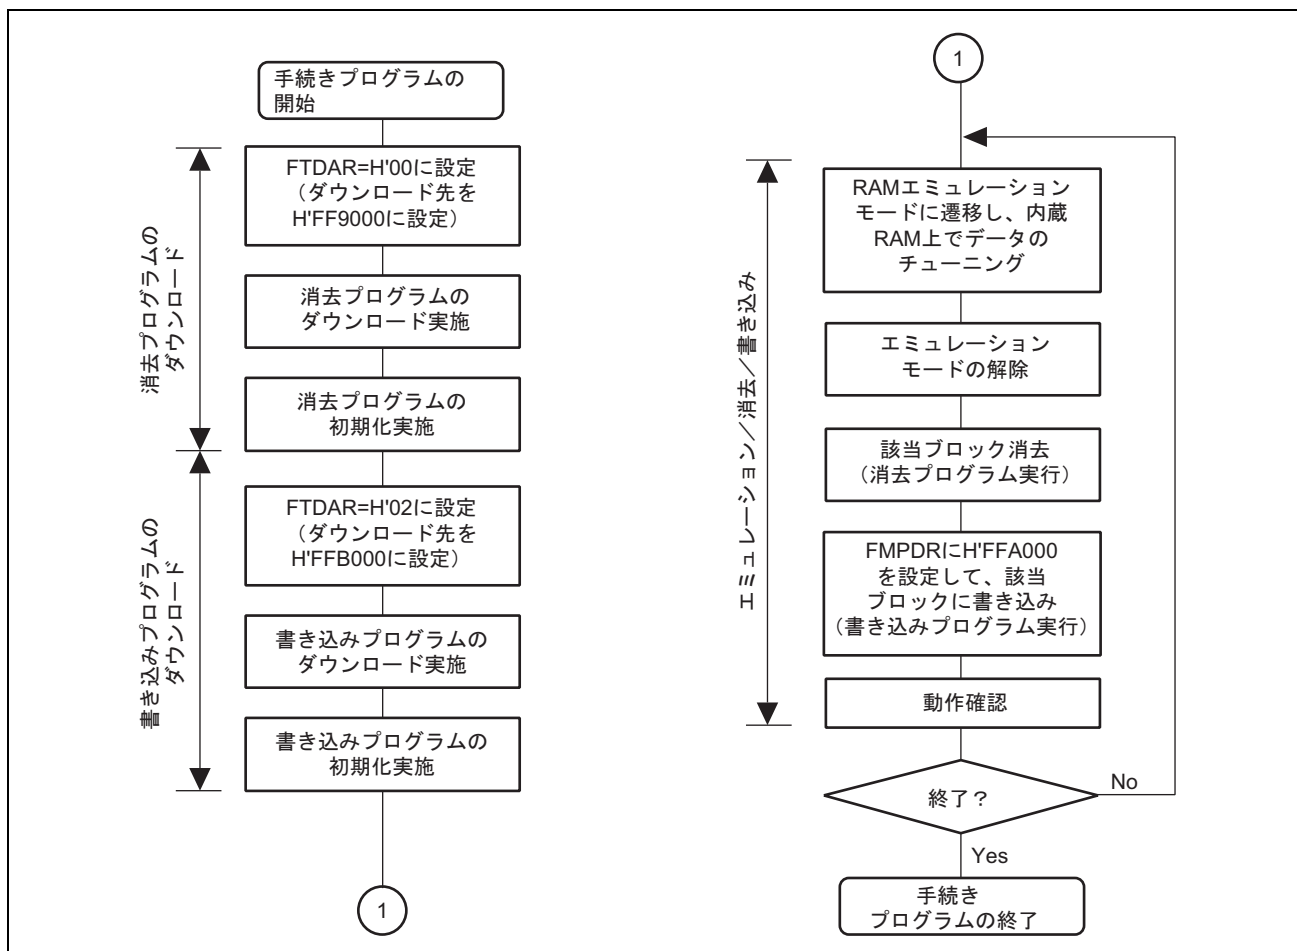 手続きプログラムの
開始
消去プログラムの
ダウンロード
FTDAR=H'00に設定
(ダウンロード先を
H'FF9000に設定)
消去プログラムの
ダウンロード実施
消去プログラムの
初期化実施
書き込みプログラムの
ダウンロード
FTDAR=H'02に設定
(ダウンロード先を
H'FFB000に設定)
書き込みプログラムの
ダウンロード実施
書き込みプログラムの
初期化実施
1
1
エミュレーション/消去/書き込み
RAMエミュレーション
モードに遷移し、内蔵
RAM上でデータの
チューニング
エミュレーション
モードの解除
該当ブロック消去
(消去プログラム実行)
FMPDRにH'FFA000
を設定して、該当
ブロックに書き込み
(書き込みプログラム実行)
動作確認
終了?
No
Yes
手続き
プログラムの終了